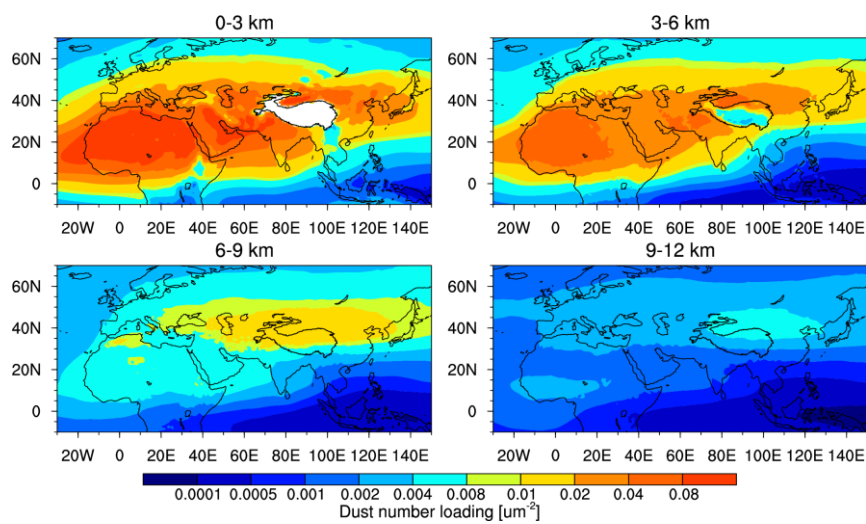 0-3 km
3-6 km
60N
40N
20N
0
60N
40N
20N
0
20W 0 20E 40E 60E 80E 100E 120E 140E
20W 0 20E 40E 60E 80E 100E 120E 140E
6-9 km
9-12 km
60N
40N
20N
0
60N
40N
20N
0
20W 0 20E 40E 60E 80E 100E 120E 140E
20W 0 20E 40E 60E 80E 100E 120E 140E
0.0001 0.0005 0.001 0.002 0.004 0.008 0.01 0.02 0.04 0.08
Dust number loading [um⁻²]